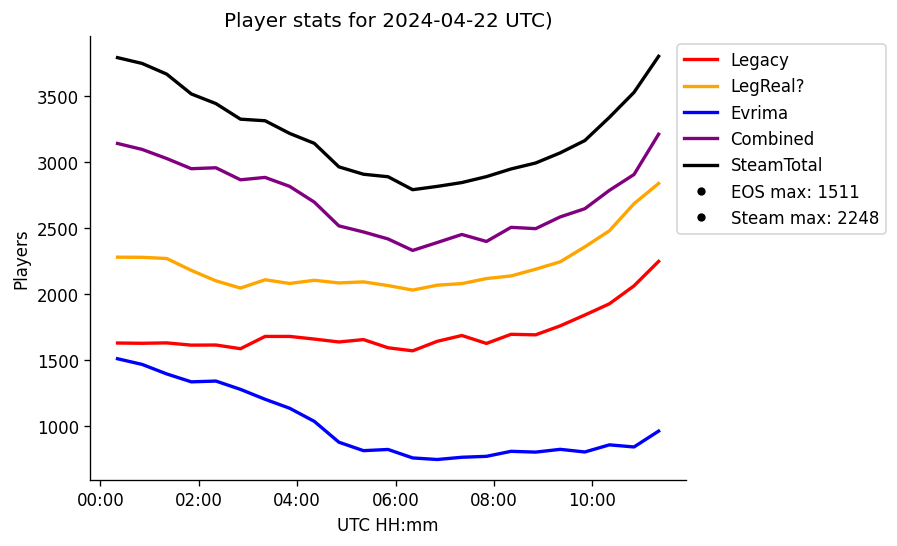 Player stats for 2024-04-22 UTC)
Players
3500
3000
2500
2000
1500
1000
00:00 02:00 04:00 06:00 08:00 10:00
UTC HH:mm
Legacy
LegReal?
Evrima
Combined
SteamTotal
EOS max: 1511
Steam max: 2248